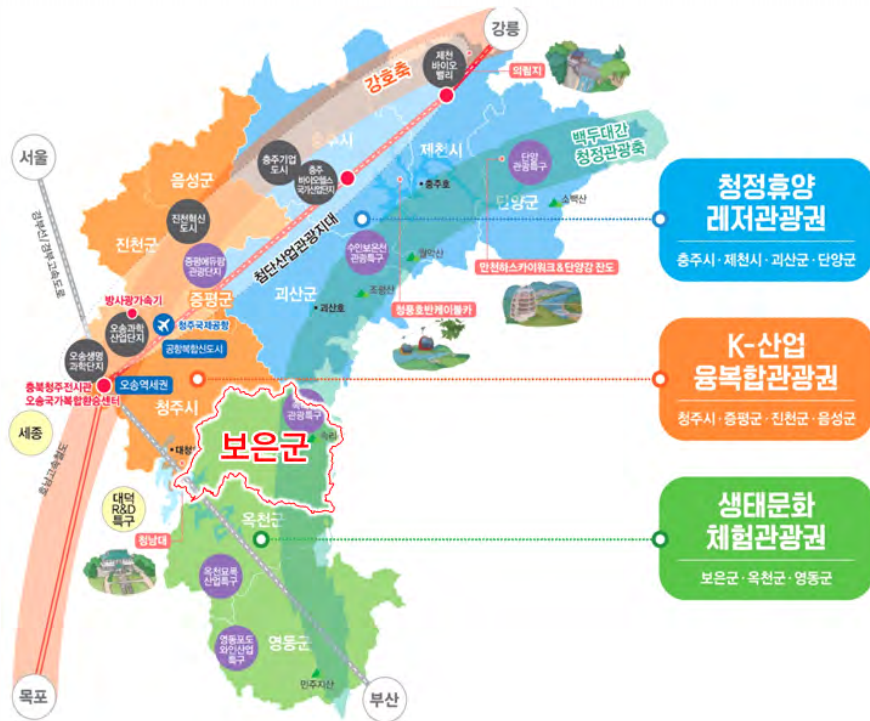 강릉
제천
바이오
밸리
의림지
강호축
백두대간
청정관광축
서울
충주시
제천시
단양
관광특구
충주기업
도시
충주
바이오헬스
국가산업단지
음성군
충주호
단양군
소백산
경부선/경부고속도로
진천혁신
도시
진천군
첨단산업관광지대
수안보온천
관광특구
월악산
만천하스카이워크&단양강 잔도
증평에듀팜
관광단지
증평군
괴산군
조령산
괴산호
청풍호반케이블카
방사광가속기
오송과학
산업단지
청주국제공항
공항복합신도시
오송생명
과학단지
충북청주전시관
오송국가복합환승센터
오송역세권
청주시
관광특구
세종
대청
보은군
호남고속철도
대덕
R&D
특구
옥천군
청남대
옥천묘목
산업특구
영동포도
와인산업
특구
영동군
민주지산
목포
부산
청정휴양
레저관광권
충주시·제천시·괴산군·단양군
K-산업
융복합관광권
청주시·증평군·진천군·음성군
생태문화
체험관광권
보은군·옥천군·영동군